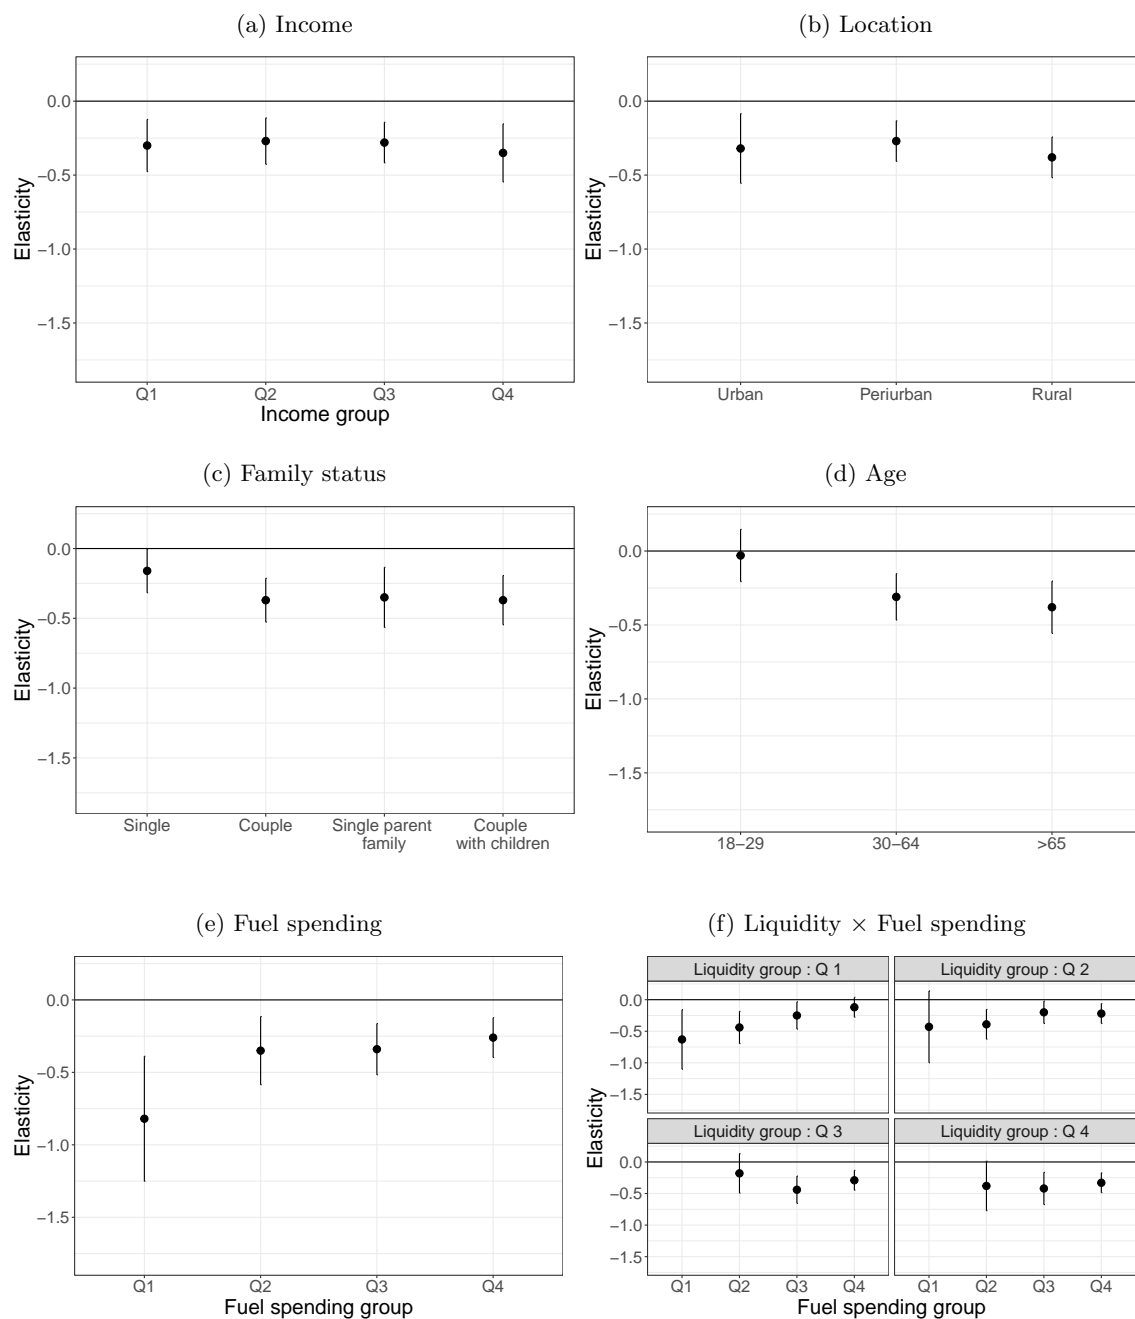 (a) Income
Elasticity
0.0
−0.5
−1.0
−1.5
Q1 Q2 Q3 Q4
Income group
(b) Location
Elasticity
0.0
−0.5
−1.0
−1.5
Urban Periurban Rural
(c) Family status
Elasticity
0.0
−0.5
−1.0
−1.5
Single Couple Single parent family Couple with children
(d) Age
Elasticity
0.0
−0.5
−1.0
−1.5
18−29 30−64 >65
(e) Fuel spending
Elasticity
0.0
−0.5
−1.0
−1.5
Q1 Q2 Q3 Q4
Fuel spending group
(f) Liquidity × Fuel spending
Elasticity
Liquidity group : Q 1 Liquidity group : Q 2
0.0
−0.5
−1.0
−1.5
Liquidity group : Q 3 Liquidity group : Q 4
0.0
−0.5
−1.0
−1.5
Q1 Q2 Q3 Q4 Q1 Q2 Q3 Q4
Fuel spending group